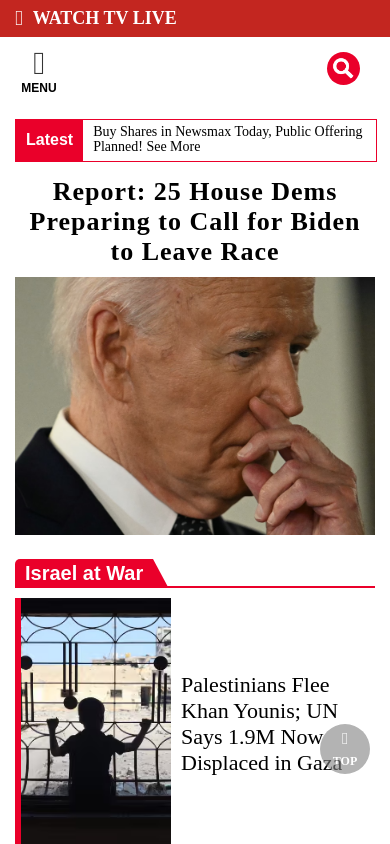 WATCH TV LIVE
MENU
Latest
Buy Shares in Newsmax Today, Public Offering
Planned! See More
Report: 25 House Dems
Preparing to Call for Biden
to Leave Race
Israel at War
Palestinians Flee
Khan Younis; UN
Says 1.9M Now
Displaced in Gaza
TOP